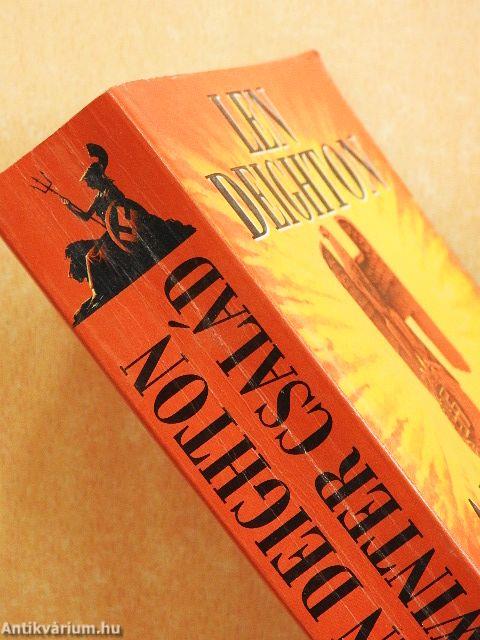 LEN
DEIGHTON
N DEIGHTON
WINTER CSALÁD
Antikvárium.hu